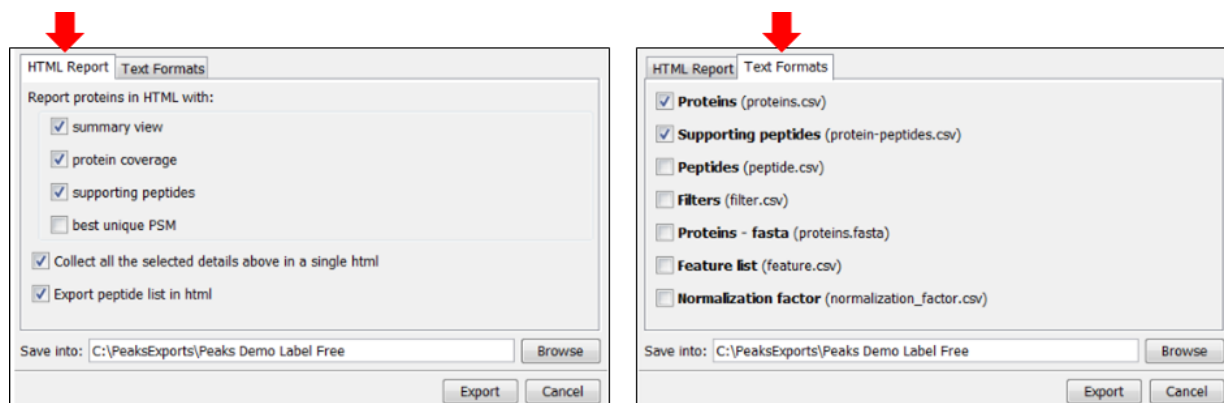 HTML Report Text Formats
Report proteins in HTML with:
summary view
protein coverage
supporting peptides
best unique PSM
Collect all the selected details above in a single html
Export peptide list in html
Save into: C:\PeaksExports\Peaks Demo Label Free Browse
Export Cancel
HTML Report Text Formats
Proteins (proteins.csv)
Supporting peptides (protein-peptides.csv)
Peptides (peptide.csv)
Filters (filter.csv)
Proteins - fasta (proteins.fasta)
Feature list (feature.csv)
Normalization factor (normalization_factor.csv)
Save into: C:\PeaksExports\Peaks Demo Label Free Browse
Export Cancel